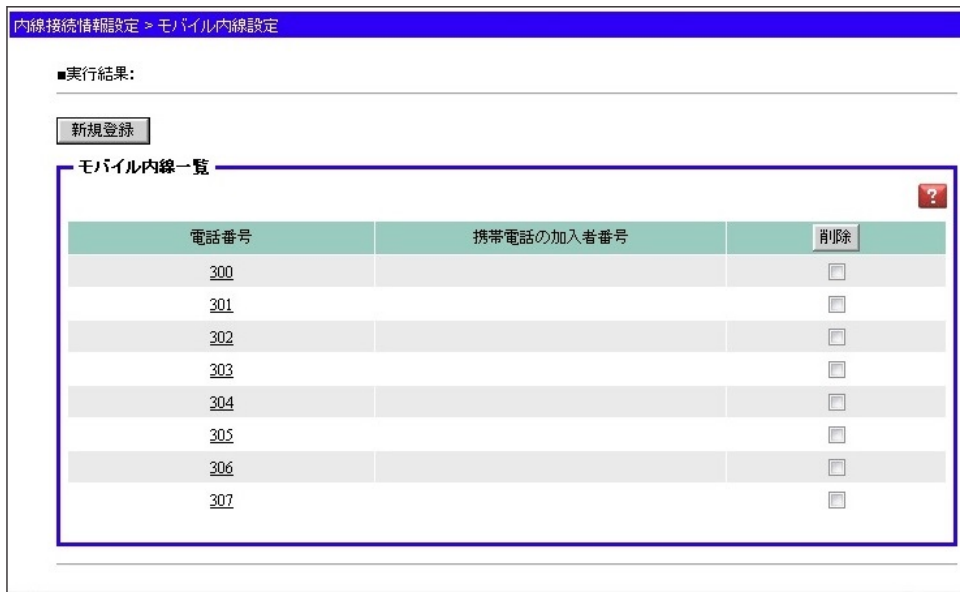 内線接続情報設定 > モバイル内線設定
■実行結果:
新規登録
モバイル内線一覧
?
電話番号 携帯電話の加入者番号 削除
300
301
302
303
304
305
306
307